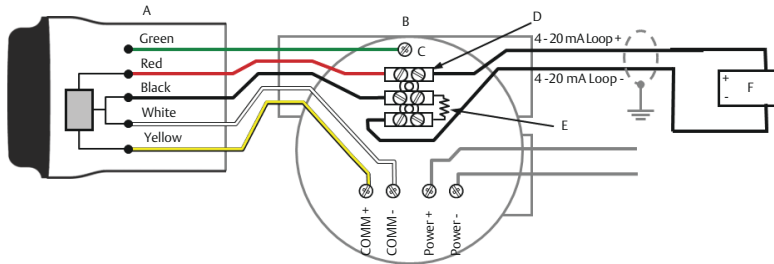 A
B
D
Green
C
4 - 20 mA Loop +
Red
Black
4 -20 mA Loop -
+
-
F
White
E
Yellow
COMM +
COMM -
Power +
Power -